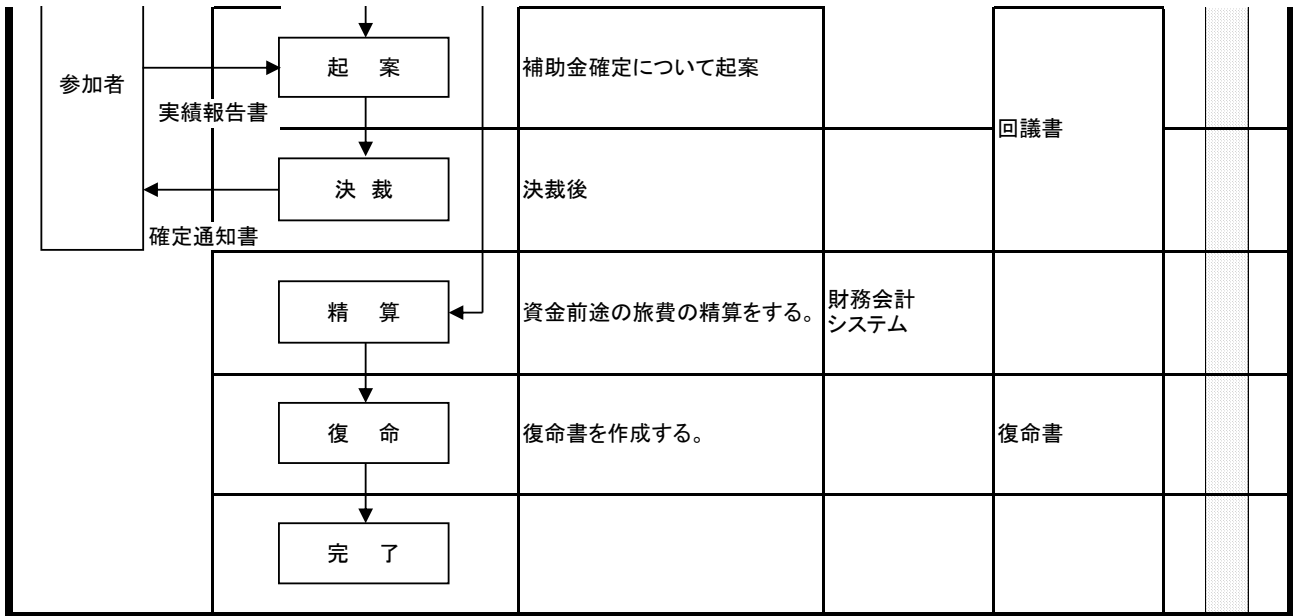 参加者
起 案
補助金確定について起案
実績報告書
回議書
決 裁
決裁後
確定通知書
精 算
資金前途の旅費の精算をする。
財務会計
システム
復 命
復命書を作成する。
復命書
完 了